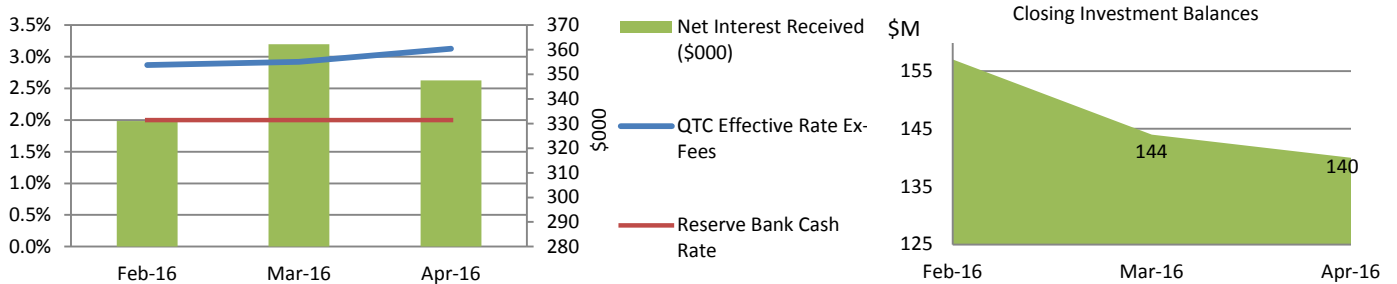 3.5%
3.0%
2.5%
2.0%
1.5%
1.0%
0.5%
0.0%
Feb-16
Mar-16
Apr-16
370
360
350
340
330
320
310
300
290
280
$000
Net Interest Received
($000)
QTC Effective Rate Ex-
Fees
Reserve Bank Cash
Rate
Closing Investment Balances
$M
155
145
135
125
144
140
Feb-16
Mar-16
Apr-16